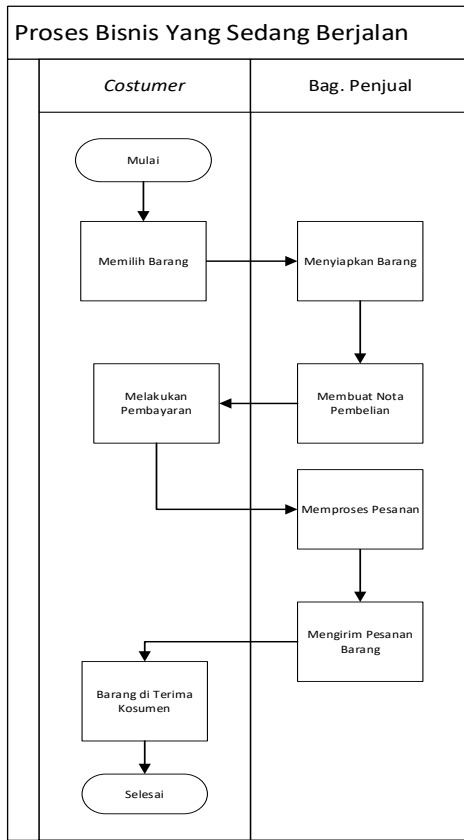 Proses Bisnis Yang Sedang Berjalan
Costumer
Bag. Penjual
Mulai
Memilih Barang
Menyiapkan Barang
Melakukan
Pembayaran
Membuat Nota
Pembelian
Memproses Pesanan
Mengirim Pesanan
Barang
Barang di Terima
Kosumen
Selesai